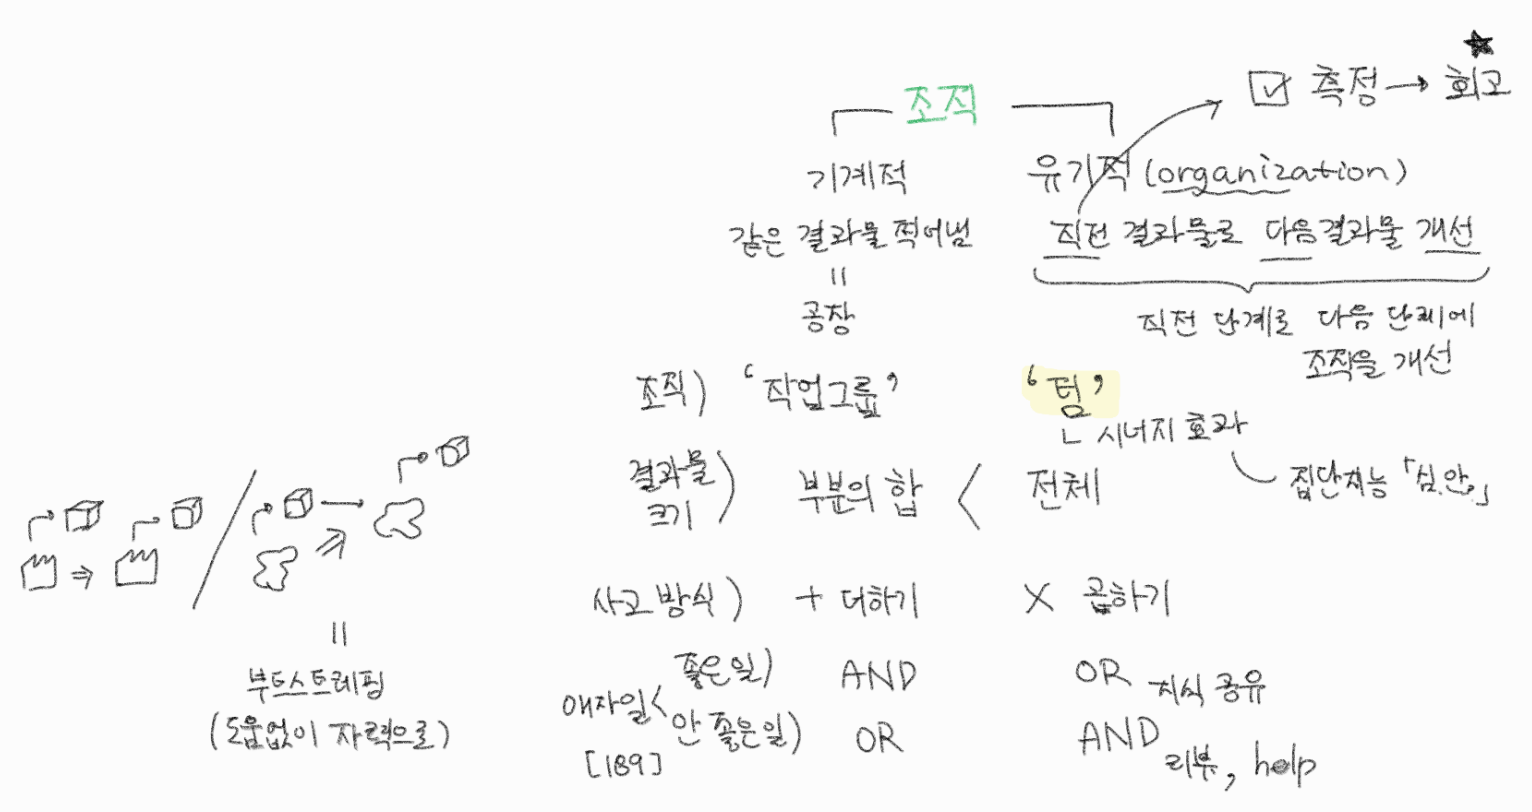 ☑ 측정 → 회고
조직
기계적 유기적 (organization)
같은 결과물 찍어냄 직전 결과물로 다음 결과물 개선
=
공장
직전 단계로 다음 단계에
조직을 개선
조직) '작업그룹' '팀'
ㄴ 시너지 효과
결과물
크기) 부분의 합 < 전체
집단지능 「심.안.」
사고 방식) + 더하기 × 곱하기
=
부트스트레핑
(도움없이 자력으로)
애자일 <
좋은일) AND OR 지식 공유
안 좋은일) OR AND 리뷰, help
[189]